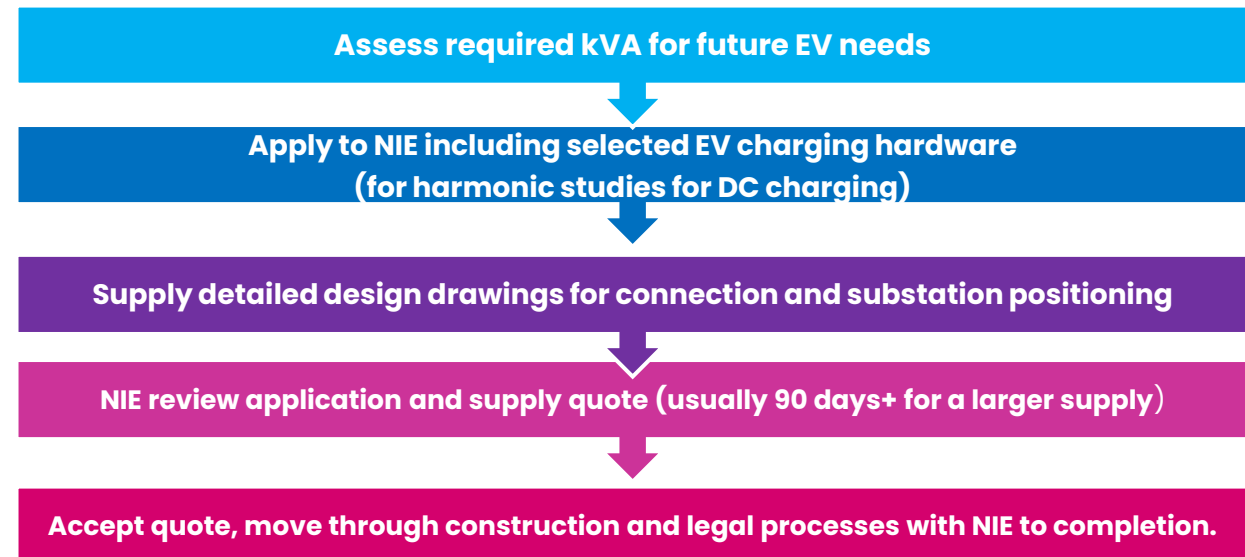 Assess required kVA for future EV needs
Apply to NIE including selected EV charging hardware
(for harmonic studies for DC charging)
Supply detailed design drawings for connection and substation positioning
NIE review application and supply quote (usually 90 days+ for a larger supply)
Accept quote, move through construction and legal processes with NIE to completion.